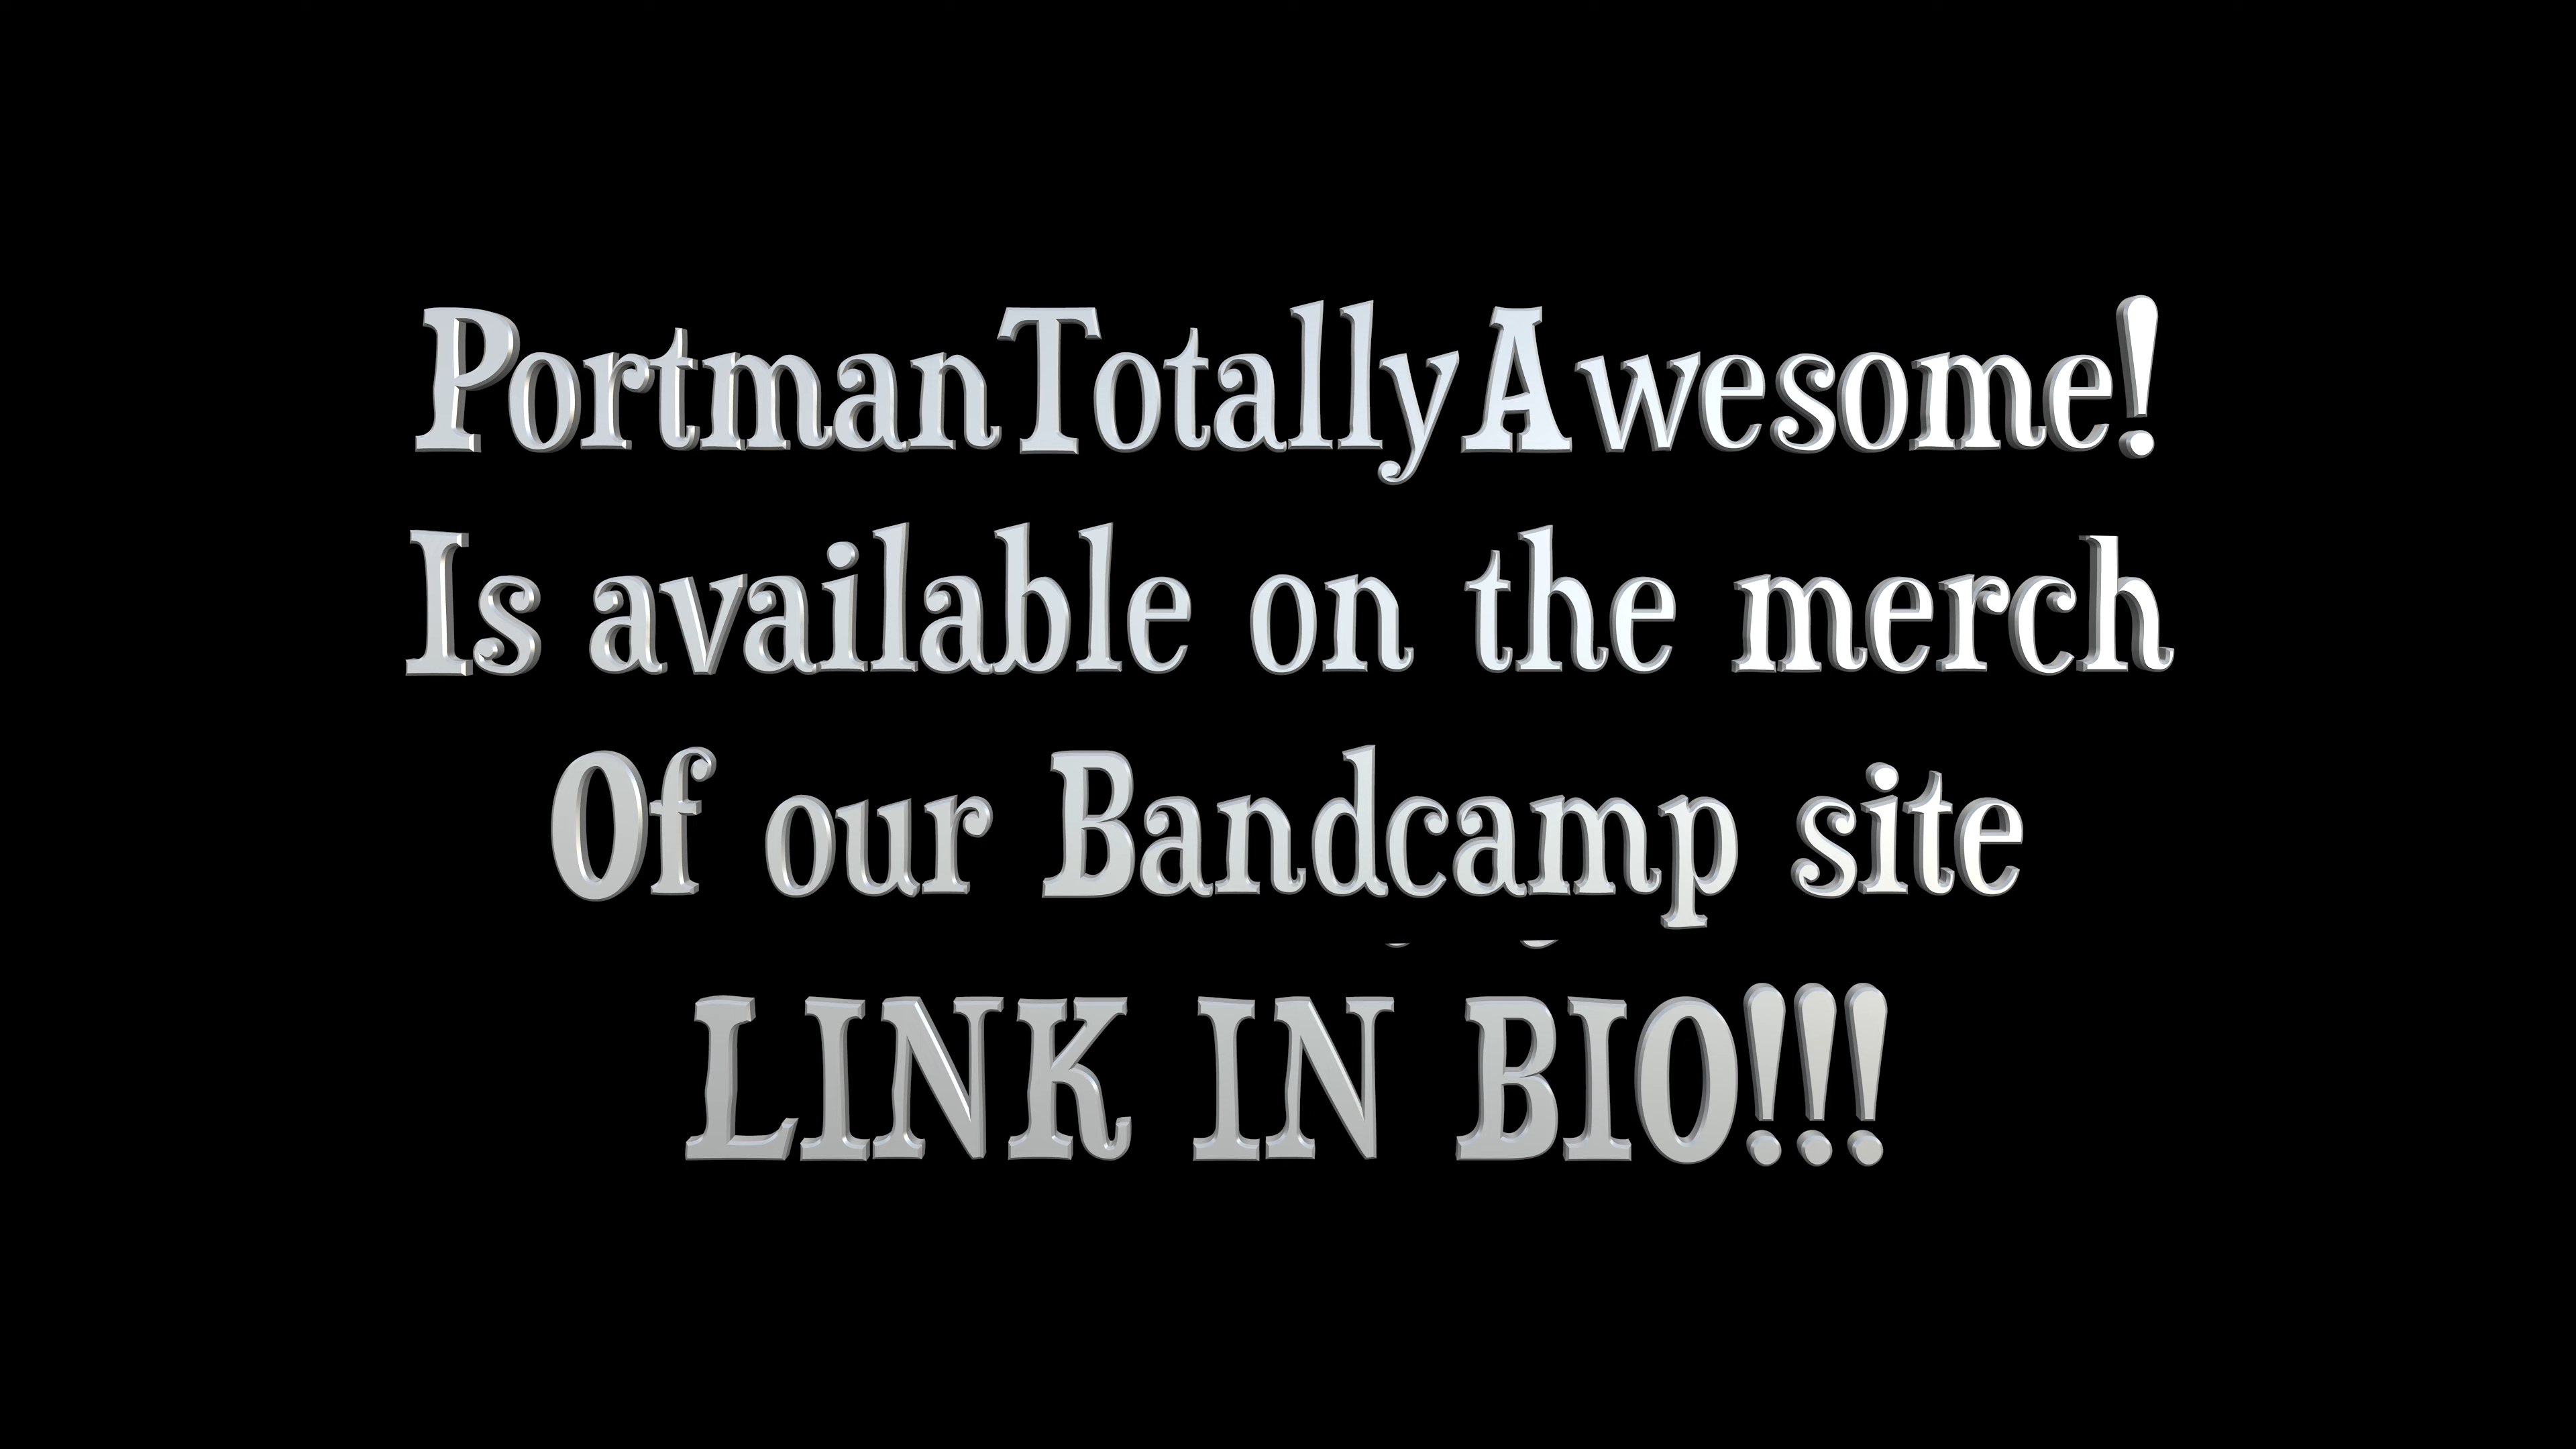 PortmanTotallyAwesome!
Is available on the merch
Of our Bandcamp site
LINK IN BIO!!!